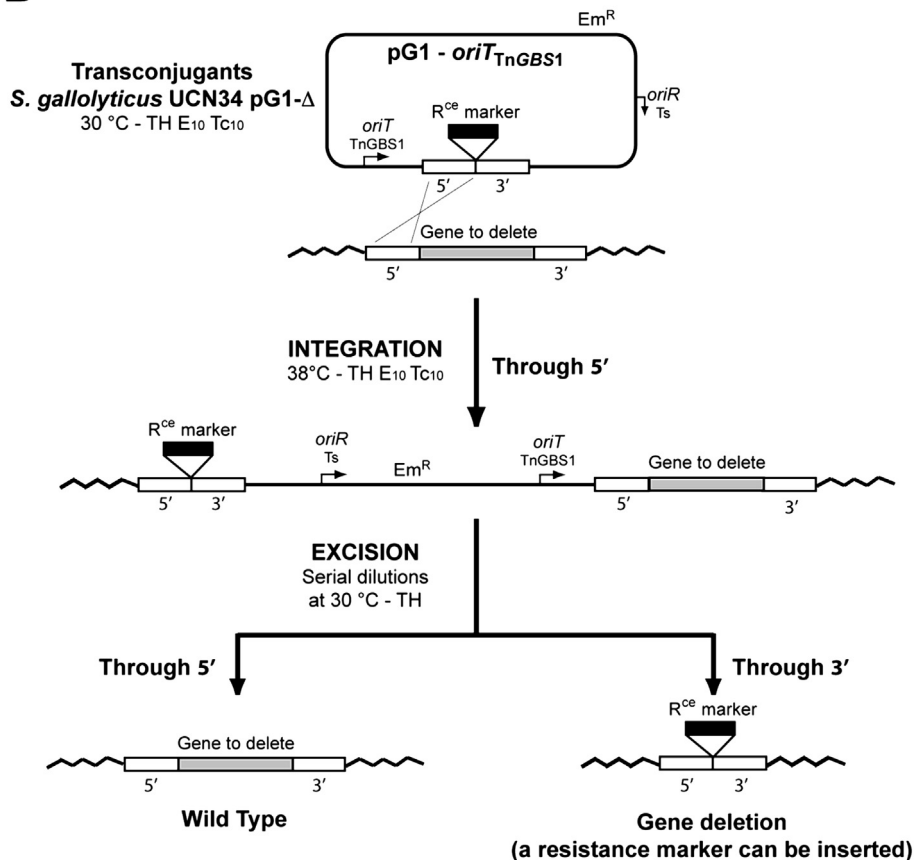 Em^R
pG1 - oriT_TnGBS1
Transconjugants
S. gallolyticus UCN34 pG1-Δ
30 °C - TH E10 Tc10
oriT
TnGBS1
R^ce marker
oriR
Ts
5′ 3′
Gene to delete
5′ 3′
INTEGRATION
38°C - TH E10 Tc10
Through 5′
R^ce marker
oriR
Ts
Em^R
oriT
TnGBS1
Gene to delete
5′ 3′ 5′ 3′
EXCISION
Serial dilutions
at 30 °C - TH
Through 5′
Through 3′
R^ce marker
Gene to delete
5′ 3′
5′ 3′
Wild Type
Gene deletion
(a resistance marker can be inserted)